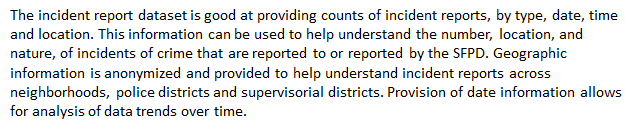 The incident report dataset is good at providing counts of incident reports, by type, date, time
and location. This information can be used to help understand the number, location, and
nature, of incidents of crime that are reported to or reported by the SFPD. Geographic
information is anonymized and provided to help understand incident reports across
neighborhoods, police districts and supervisorial districts. Provision of date information allows
for analysis of data trends over time.